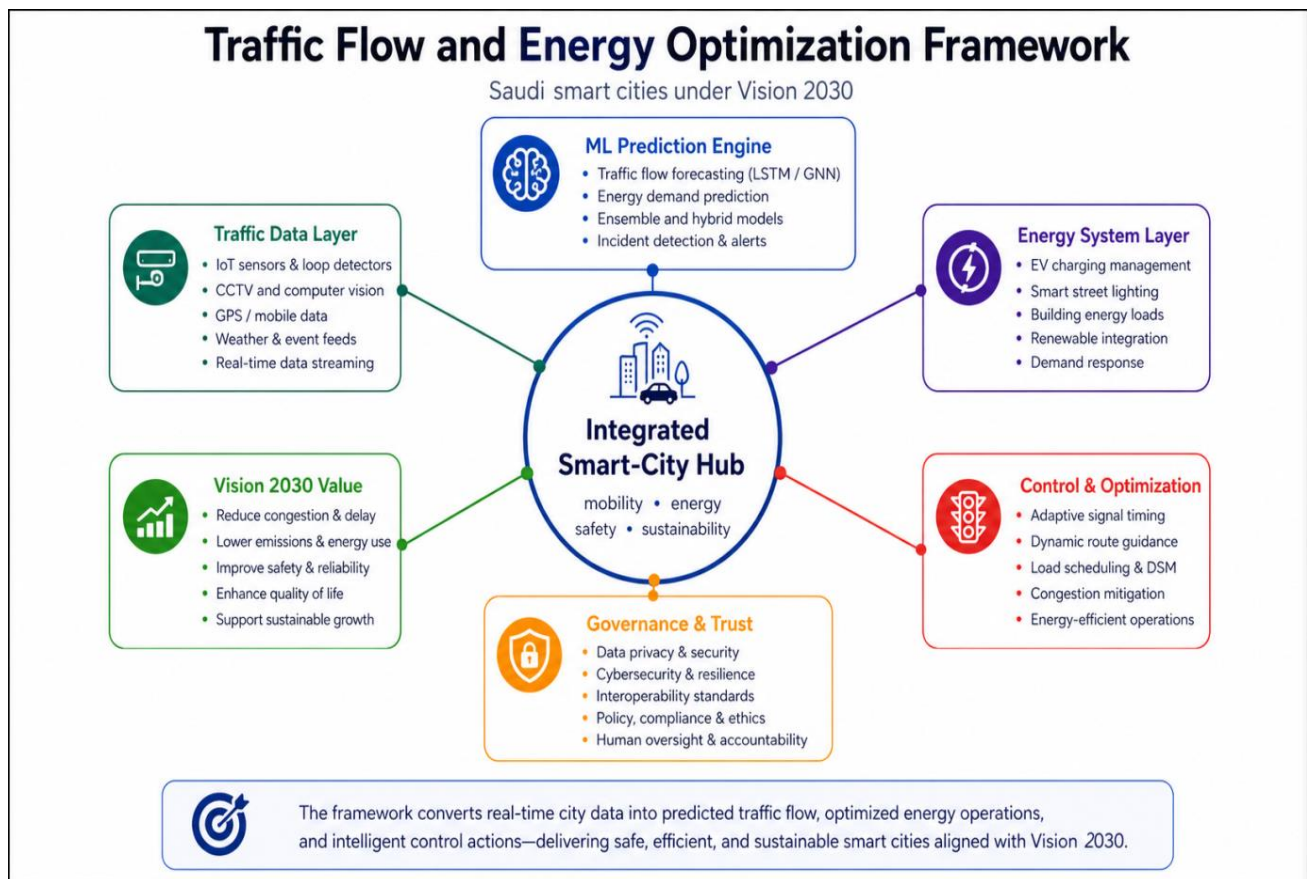 Traffic Flow and Energy Optimization Framework
Saudi smart cities under Vision 2030
ML Prediction Engine
• Traffic flow forecasting (LSTM / GNN)
• Energy demand prediction
• Ensemble and hybrid models
• Incident detection & alerts
Traffic Data Layer
• IoT sensors & loop detectors
• CCTV and computer vision
• GPS / mobile data
• Weather & event feeds
• Real-time data streaming
Energy System Layer
• EV charging management
• Smart street lighting
• Building energy loads
• Renewable integration
• Demand response
Integrated
Smart-City Hub
mobility • energy
safety • sustainability
Vision 2030 Value
• Reduce congestion & delay
• Lower emissions & energy use
• Improve safety & reliability
• Enhance quality of life
• Support sustainable growth
Control & Optimization
• Adaptive signal timing
• Dynamic route guidance
• Load scheduling & DSM
• Congestion mitigation
• Energy-efficient operations
Governance & Trust
• Data privacy & security
• Cybersecurity & resilience
• Interoperability standards
• Policy, compliance & ethics
• Human oversight & accountability
The framework converts real-time city data into predicted traffic flow, optimized energy operations,
and intelligent control actions—delivering safe, efficient, and sustainable smart cities aligned with Vision 2030.